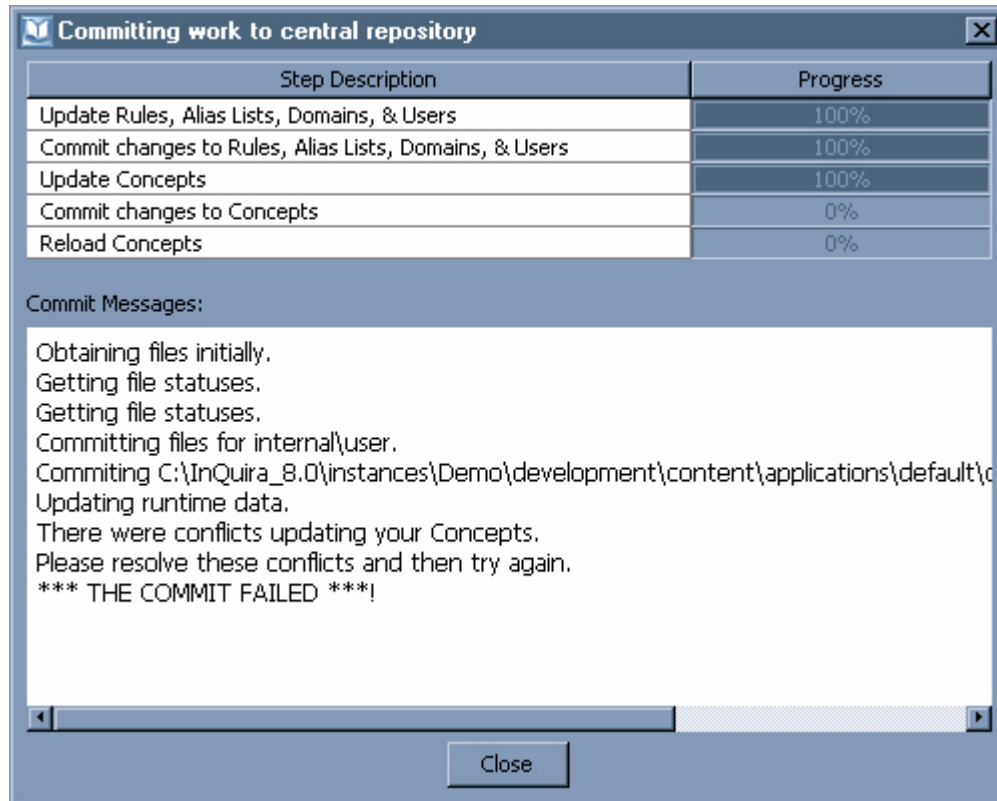 Committing work to central repository
Step Description Progress
Update Rules, Alias Lists, Domains, & Users 100%
Commit changes to Rules, Alias Lists, Domains, & Users 100%
Update Concepts 100%
Commit changes to Concepts 0%
Reload Concepts 0%
Commit Messages:
Obtaining files initially.
Getting file statuses.
Getting file statuses.
Committing files for internal\user.
Commiting C:\InQuira_8.0\instances\Demo\development\content\applications\default\
Updating runtime data.
There were conflicts updating your Concepts.
Please resolve these conflicts and then try again.
*** THE COMMIT FAILED ***!
Close